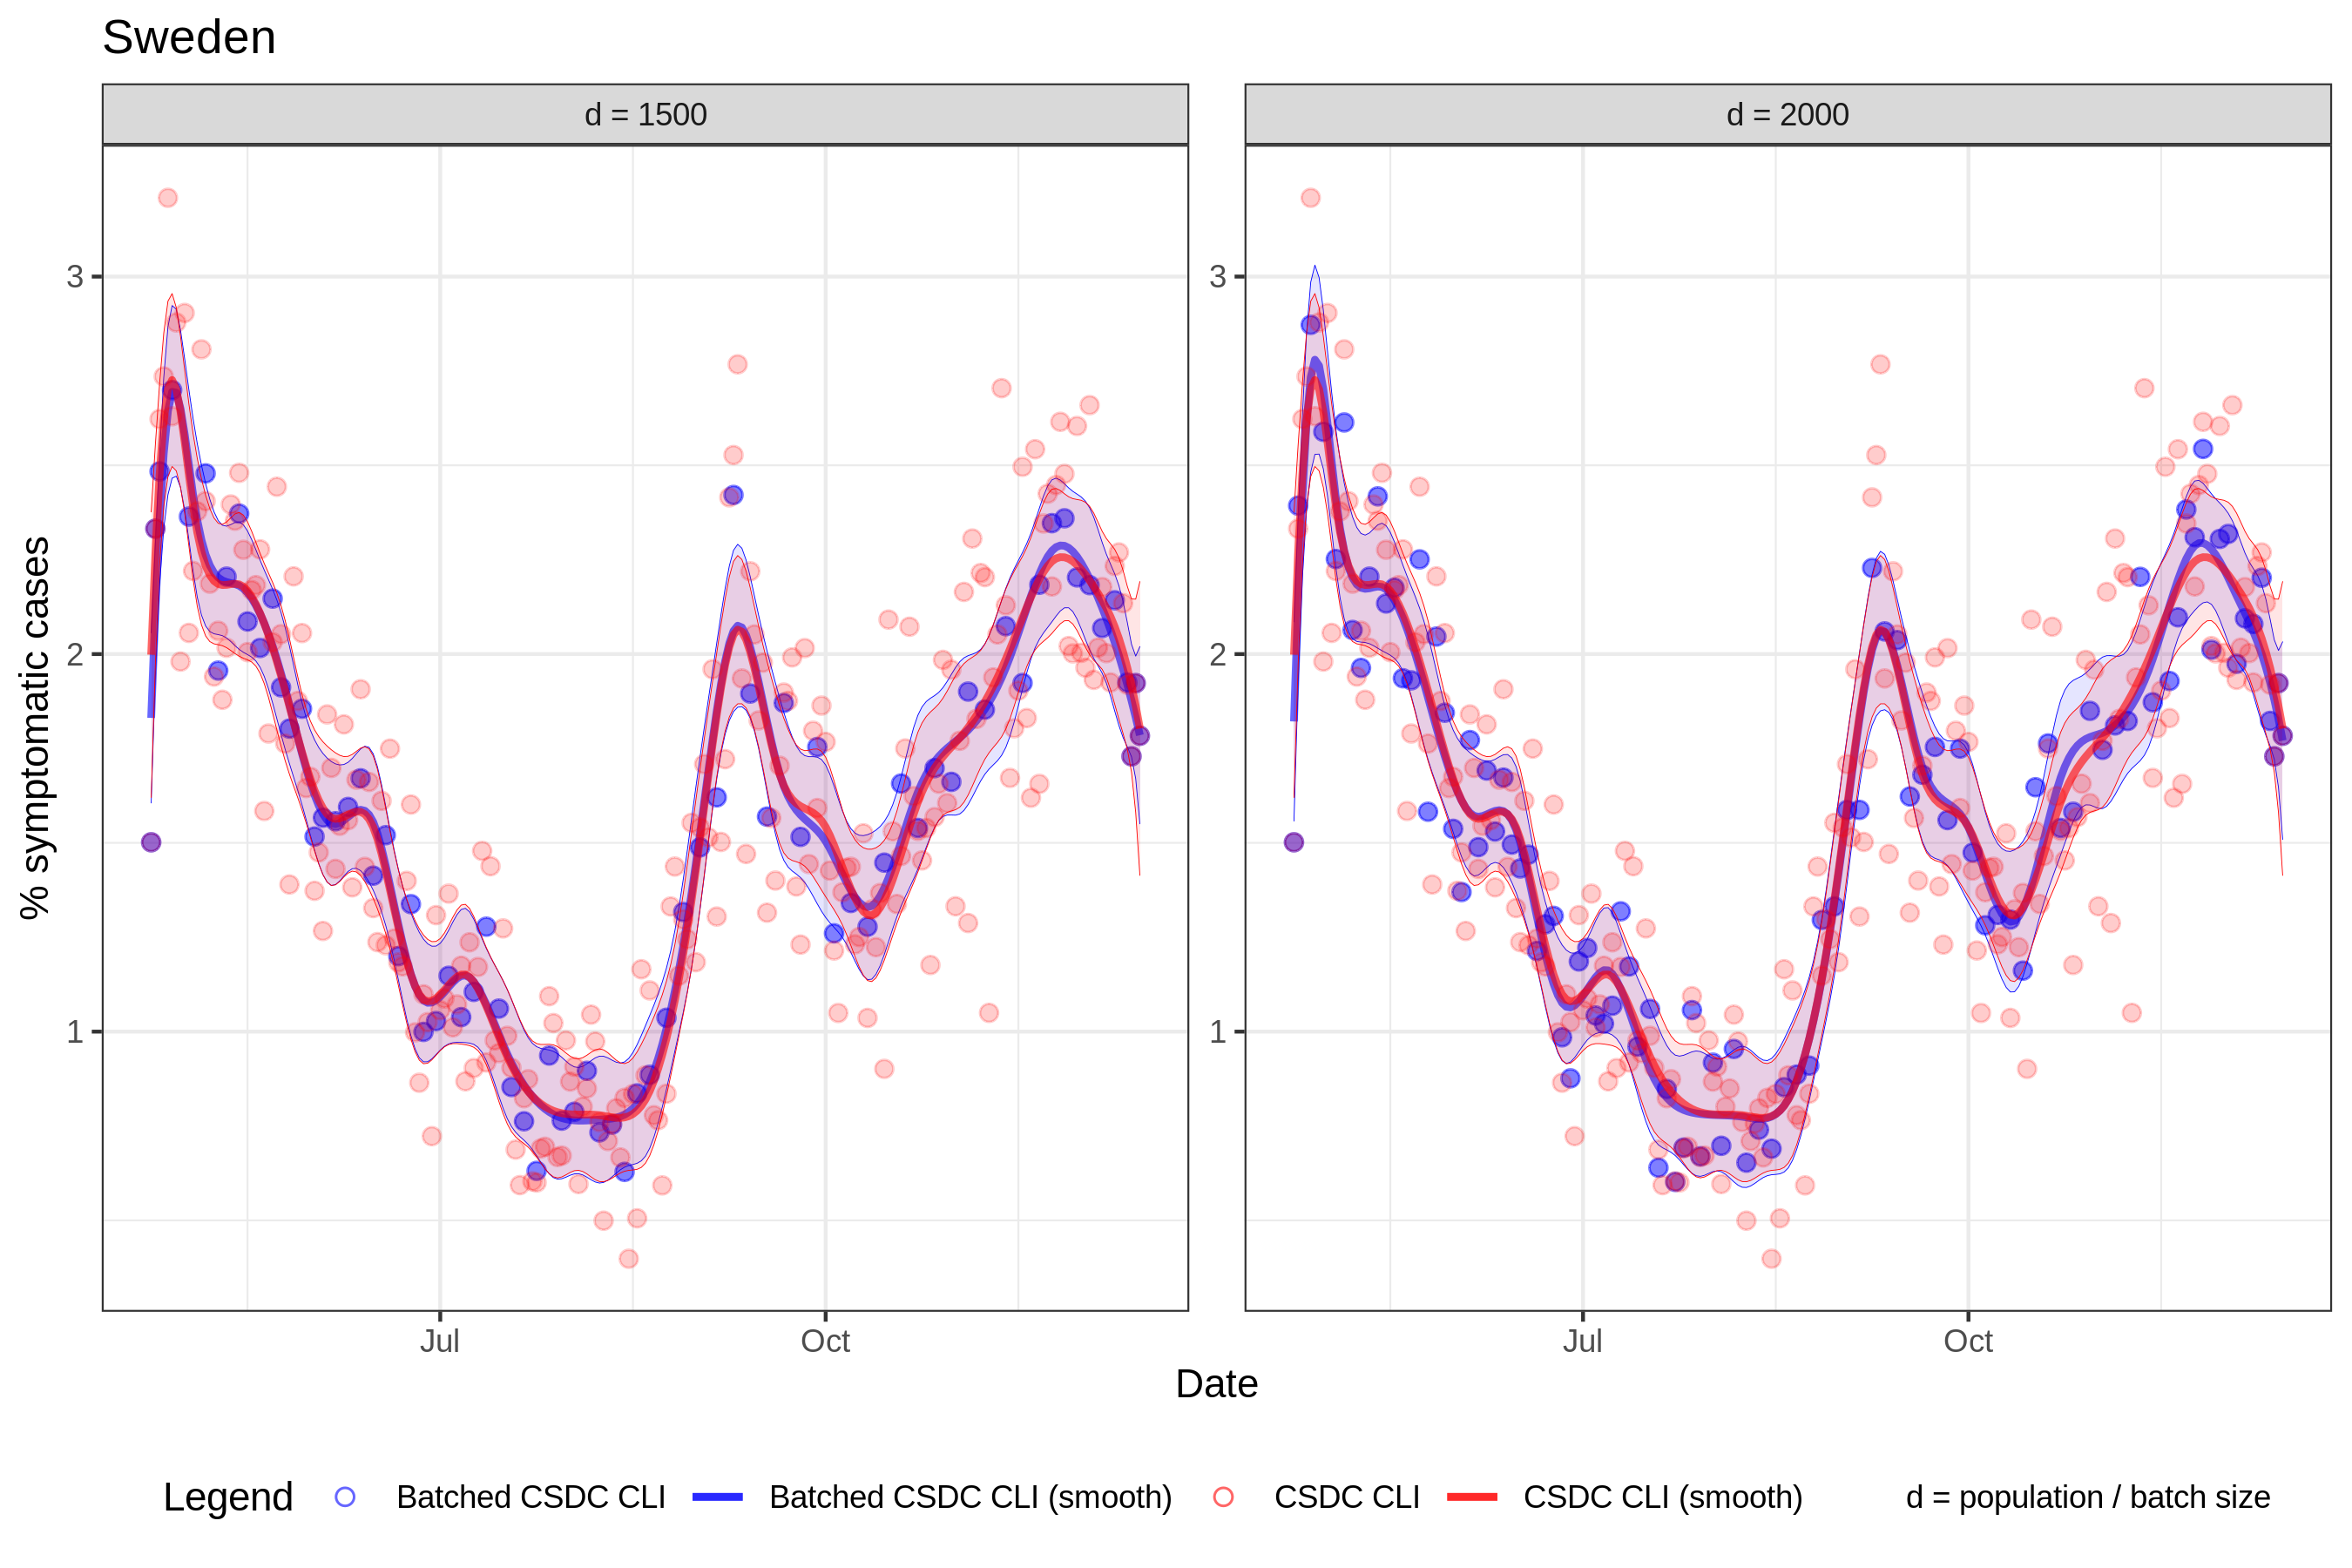 Sweden
d = 1500
d = 2000
% symptomatic cases
3
2
1
3
2
1
Jul
Oct
Jul
Oct
Date
Legend Batched CSDC CLI Batched CSDC CLI (smooth) CSDC CLI CSDC CLI (smooth) d = population / batch size